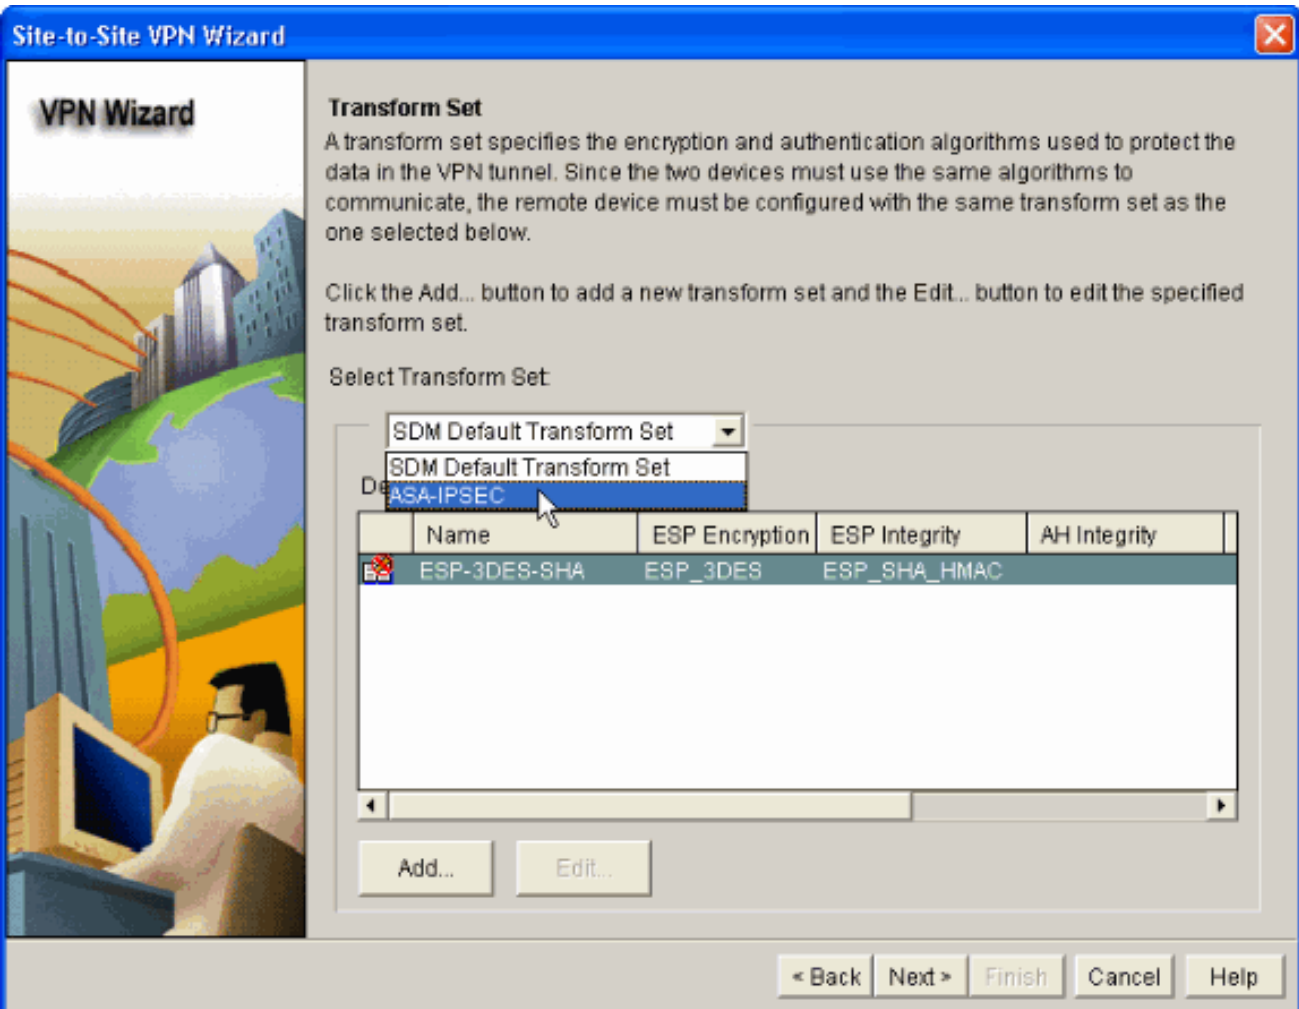 Site-to-Site VPN Wizard
VPN Wizard
Transform Set
A transform set specifies the encryption and authentication algorithms used to protect the
data in the VPN tunnel. Since the two devices must use the same algorithms to
communicate, the remote device must be configured with the same transform set as the
one selected below.
Click the Add... button to add a new transform set and the Edit... button to edit the specified
transform set.
Select Transform Set:
SDM Default Transform Set
SDM Default Transform Set
ASA-IPSEC
Name ESP Encryption ESP Integrity AH Integrity
ESP-3DES-SHA ESP_3DES ESP_SHA_HMAC
Add... Edit...
< Back Next > Finish Cancel Help